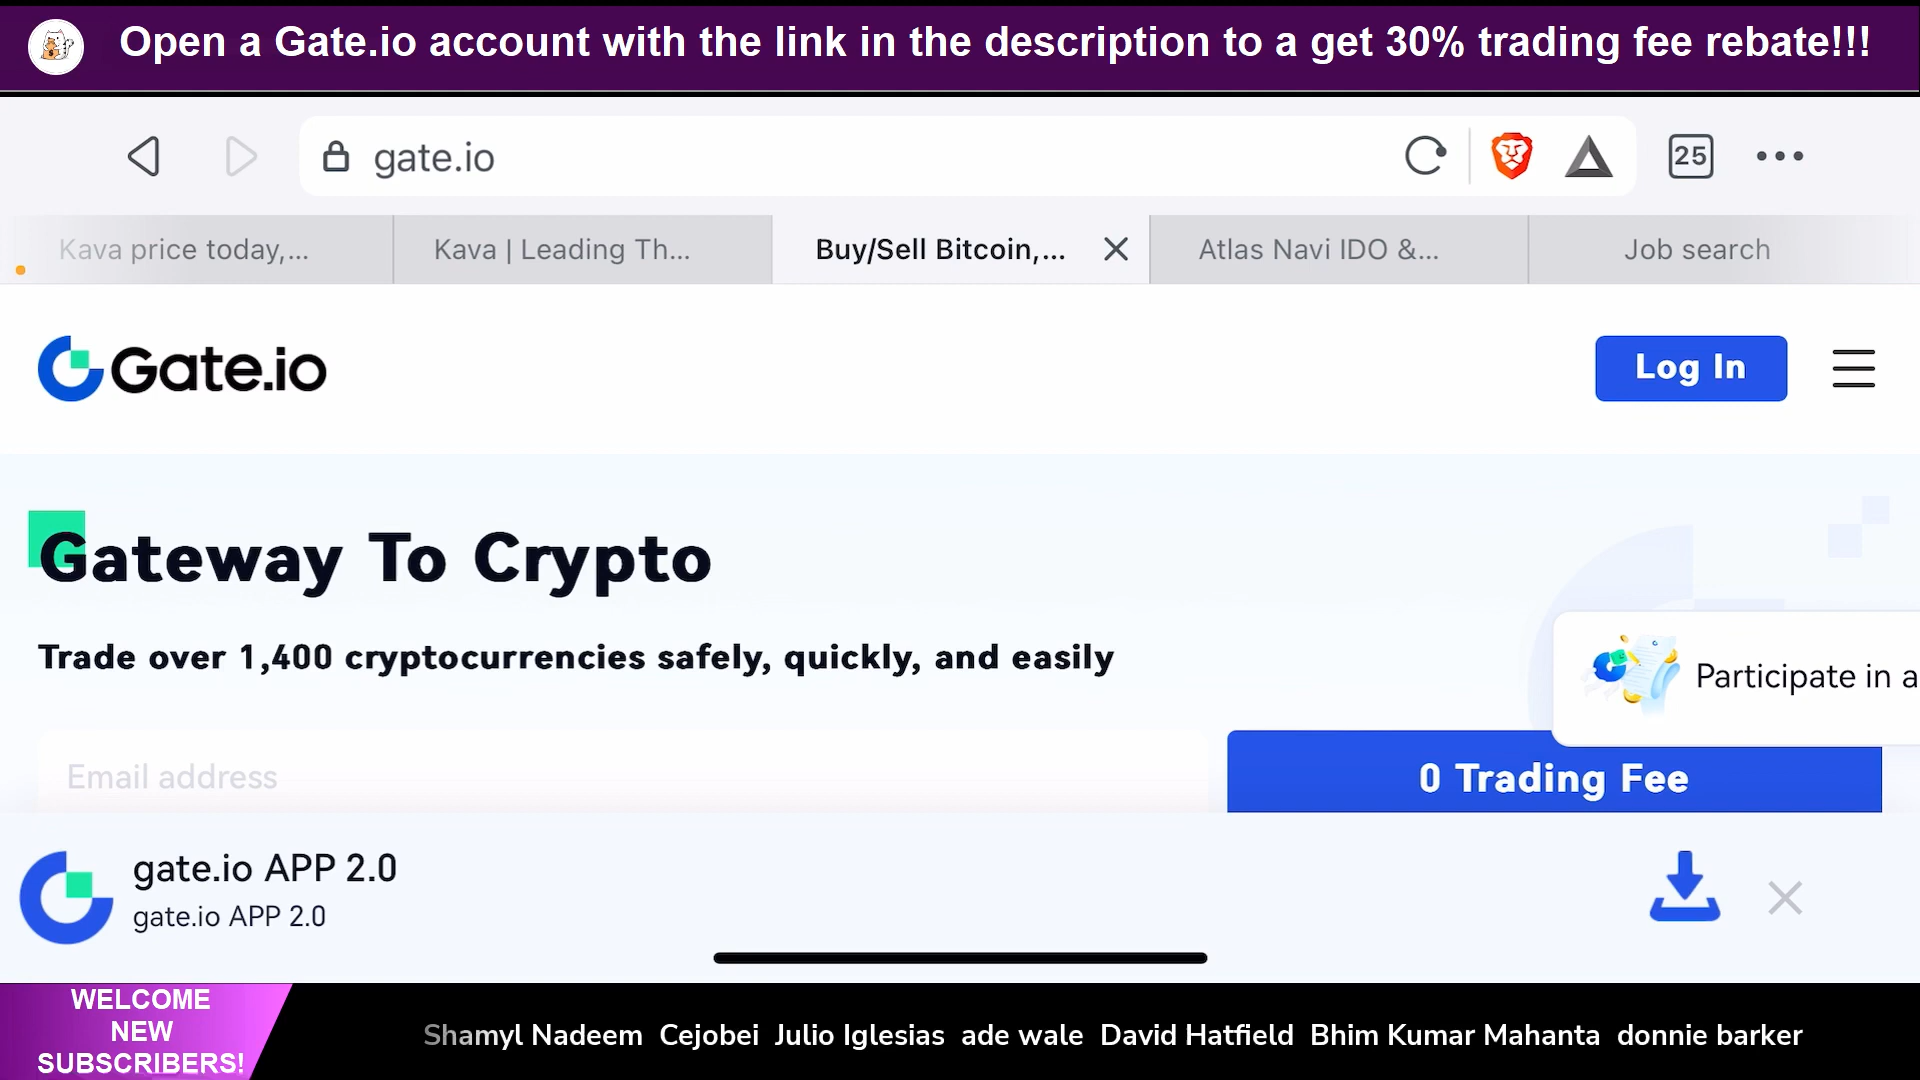 Open a Gate.io account with the link in the description to a get 30% trading fee rebate!!!
gate.io
25
Kava price today,...
Kava | Leading Th...
Buy/Sell Bitcoin,...
Atlas Navi IDO &...
Job search
Gate.io
Log In
Gateway To Crypto
Trade over 1,400 cryptocurrencies safely, quickly, and easily
Participate in a
Email address
0 Trading Fee
gate.io APP 2.0
gate.io APP 2.0
WELCOME
NEW
SUBSCRIBERS!
Shamyl Nadeem Cejobei Julio Iglesias ade wale David Hatfield Bhim Kumar Mahanta donnie barker